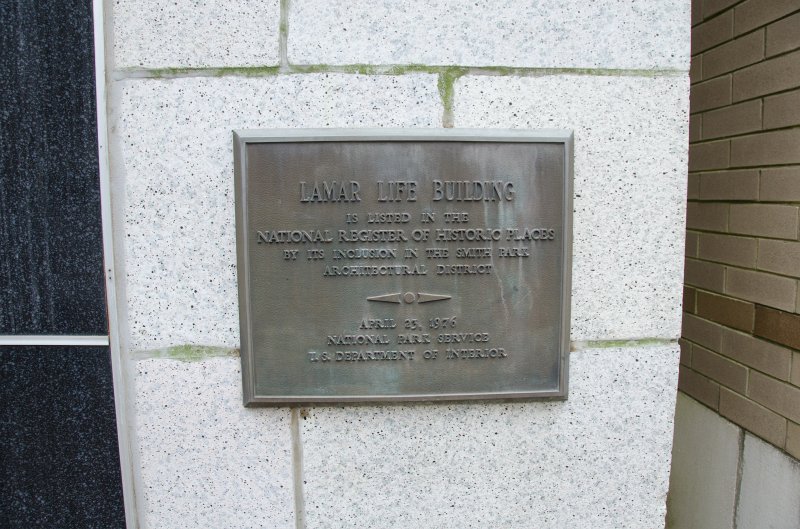 LAMAR LIFE BUILDING
IS LISTED IN THE
NATIONAL REGISTER OF HISTORIC PLACES
BY ITS INCLUSION IN THE SMITH PARK
ARCHITECTURAL DISTRICT
APRIL 23, 1976
NATIONAL PARK SERVICE
U.S. DEPARTMENT OF INTERIOR